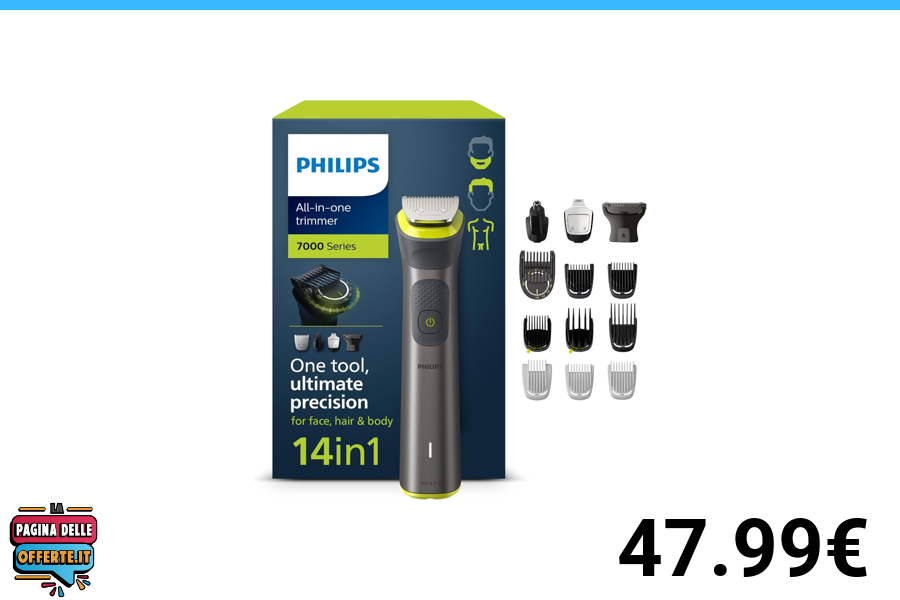 PHILIPS
All-in-one
trimmer
7000 Series
One tool,
ultimate
precision
for face, hair & body
14in1
PHILIPS
LA
PAGINA DELLE
OFFERTE.IT
47.99€